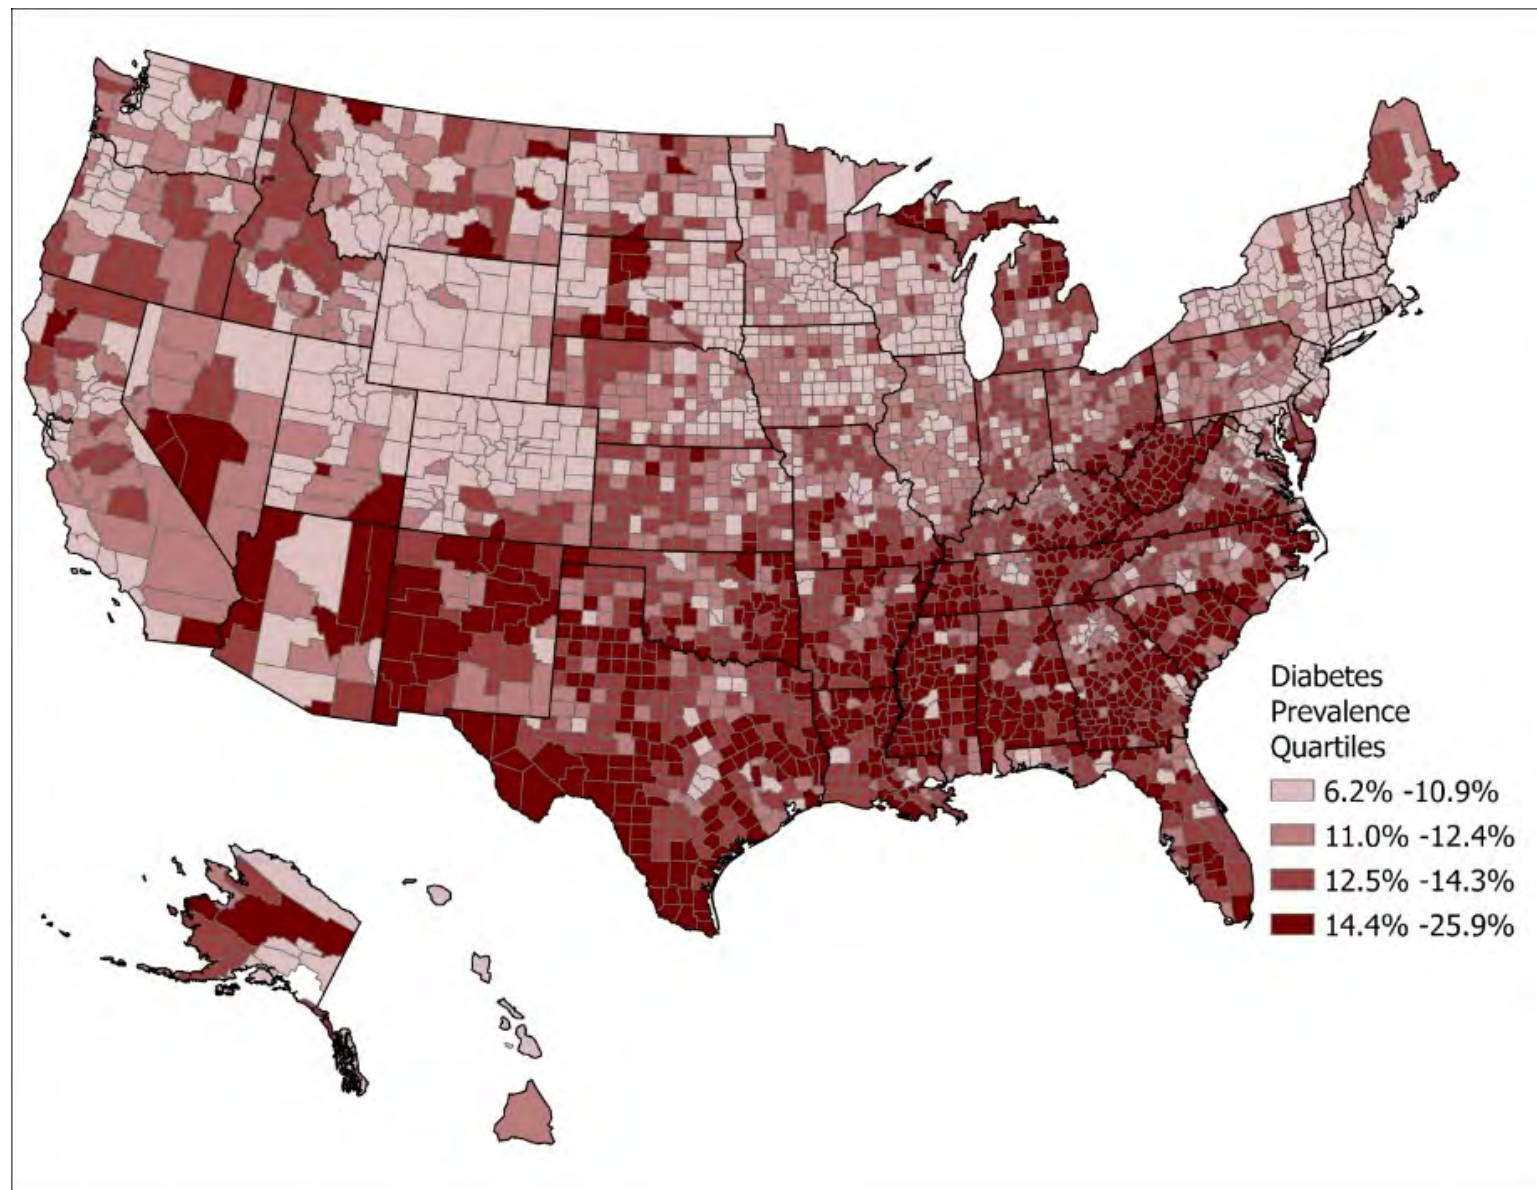 Diabetes
Prevalence
Quartiles
6.2% -10.9%
11.0% -12.4%
12.5% -14.3%
14.4% -25.9%